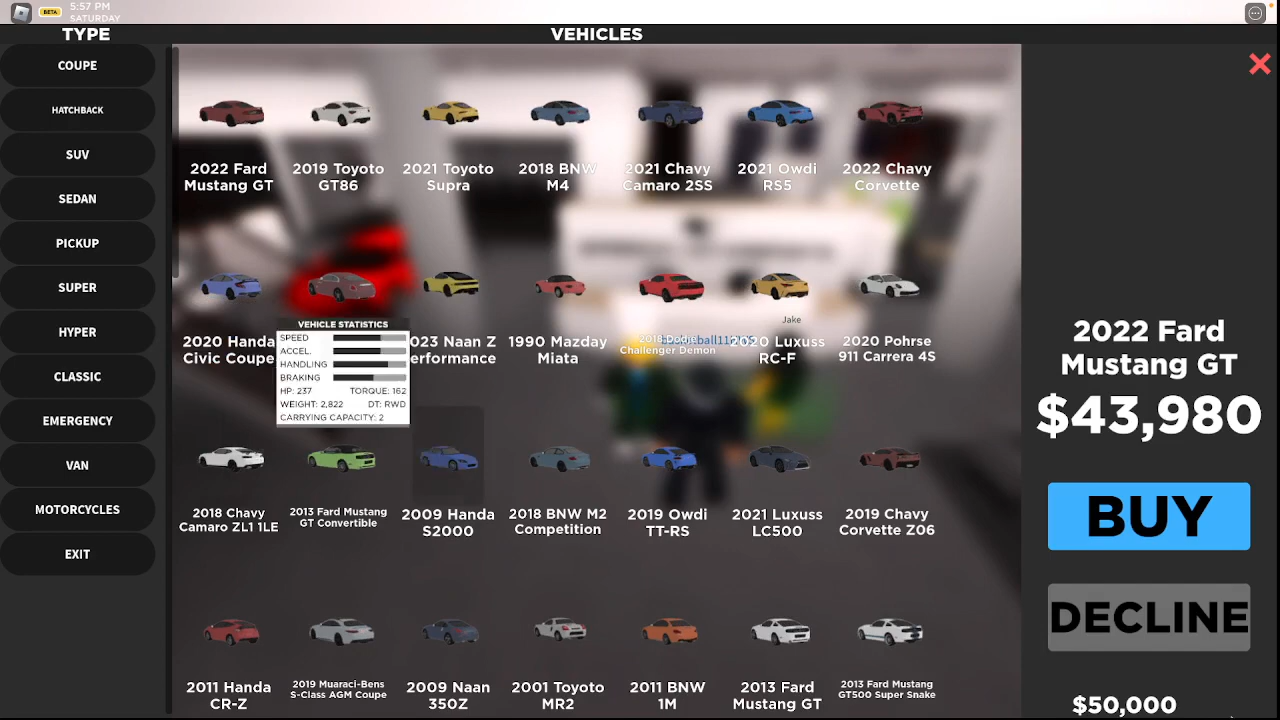 BETA
5:57 PM
SATURDAY
TYPE
VEHICLES
COUPE
HATCHBACK
SUV
SEDAN
PICKUP
SUPER
HYPER
CLASSIC
EMERGENCY
VAN
MOTORCYCLES
EXIT
2022 Fard
Mustang GT
2019 Toyoto
GT86
2021 Toyoto
Supra
2018 BNW
M4
2021 Chavy
Camaro 2SS
2021 Owdi
RS5
2022 Chavy
Corvette
2020 Handa
Civic Coupe
VEHICLE STATISTICS
SPEED
ACCEL.
HANDLING
BRAKING
HP: 237 TORQUE: 162
WEIGHT: 2,822 DT: RWD
CARRYING CAPACITY: 2
023 Naan Z
erformance
1990 Mazday
Miata
2018 Dodje
Challenger Demon
Jake
2020 Luxuss
RC-F
2020 Pohrse
911 Carrera 4S
2018 Chavy
Camaro ZL1 1LE
2013 Fard Mustang
GT Convertible
2009 Handa
S2000
2018 BNW M2
Competition
2019 Owdi
TT-RS
2021 Luxuss
LC500
2019 Chavy
Corvette Z06
2011 Handa
CR-Z
2019 Muaraci-Bens
S-Class AGM Coupe
2009 Naan
350Z
2001 Toyoto
MR2
2011 BNW
1M
2013 Fard
Mustang GT
2013 Fard Mustang
GT500 Super Snake
2022 Fard
Mustang GT
$43,980
BUY
DECLINE
$50,000